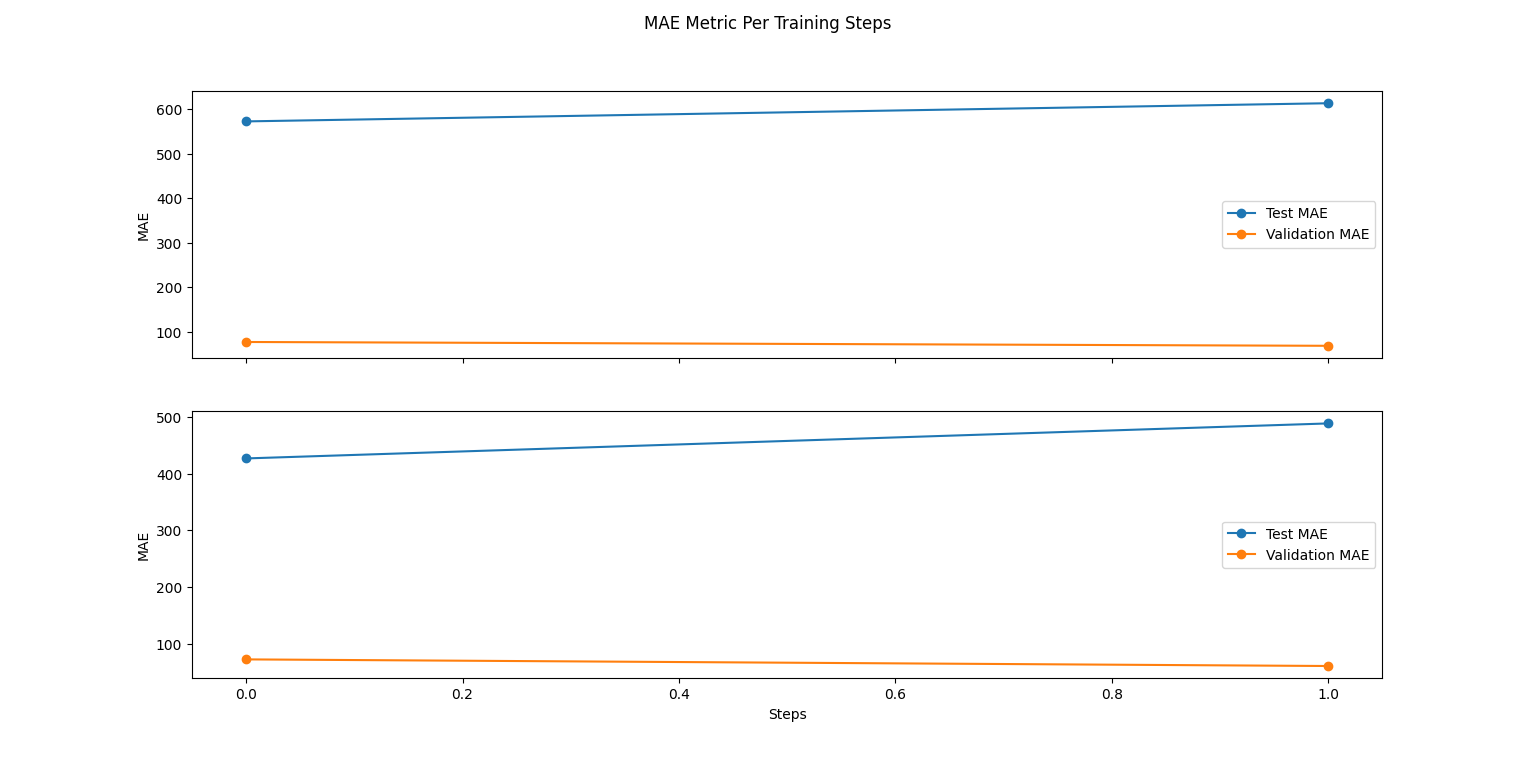 MAE Metric Per Training Steps
600
500
400
300
200
100
MAE
Test MAE
Validation MAE
500
400
300
200
100
MAE
Test MAE
Validation MAE
0.0 0.2 0.4 0.6 0.8 1.0
Steps